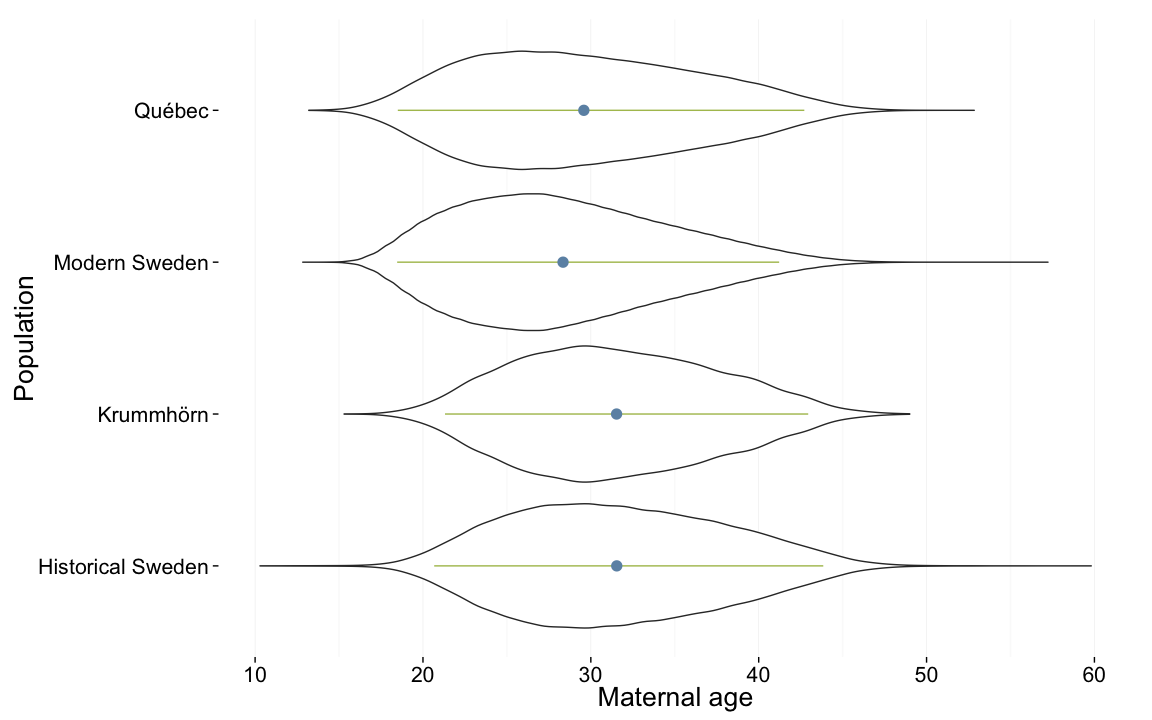 Population
Québec
Modern Sweden
Krummhörn
Historical Sweden
10 20 30 40 50 60
Maternal age